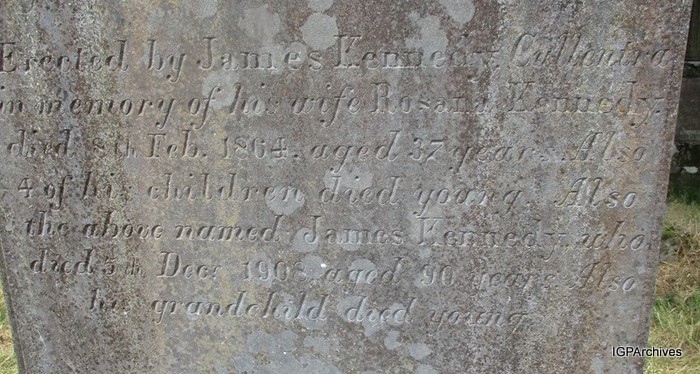 Erected by James Kennedy, Cullentra
in memory of his wife Rosana Kennedy,
died 8th Feb. 1864. aged 37 years. Also
4 of his children died young. Also
the above named James Kennedy, who
died 5th Decr. aged 90 years. Also
his grandchild died young
IGPArchives